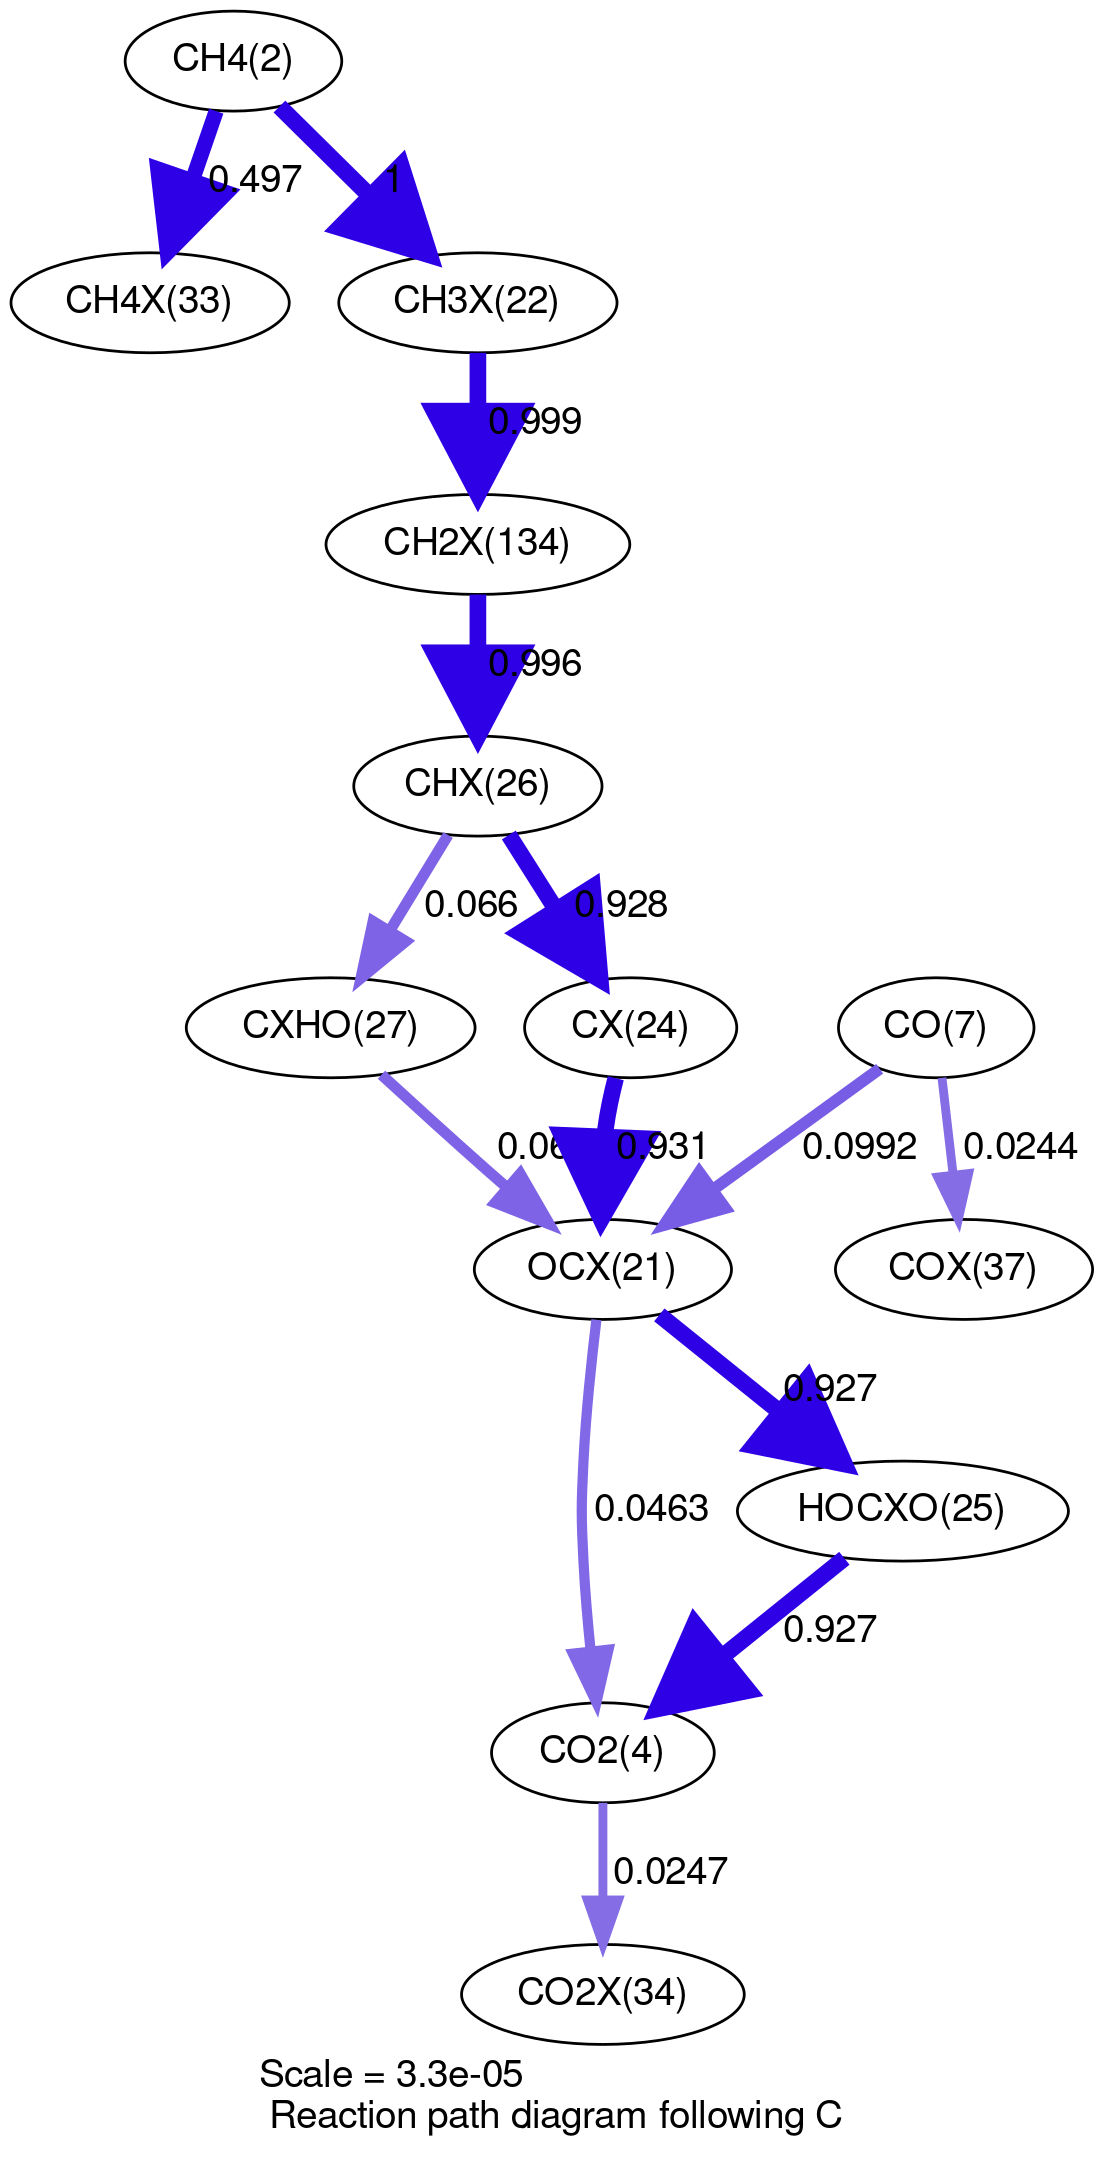 CH4(2)
0.497
1
CH4X(33)
CH3X(22)
0.999
CH2X(134)
0.996
CHX(26)
0.066
0.928
CXHO(27)
CX(24)
CO(7)
0.931
0.0992
0.0244
OCX(21)
COX(37)
0.927
0.0463
HOCXO(25)
0.927
CO2(4)
0.0247
CO2X(34)
Scale = 3.3e-05
Reaction path diagram following C